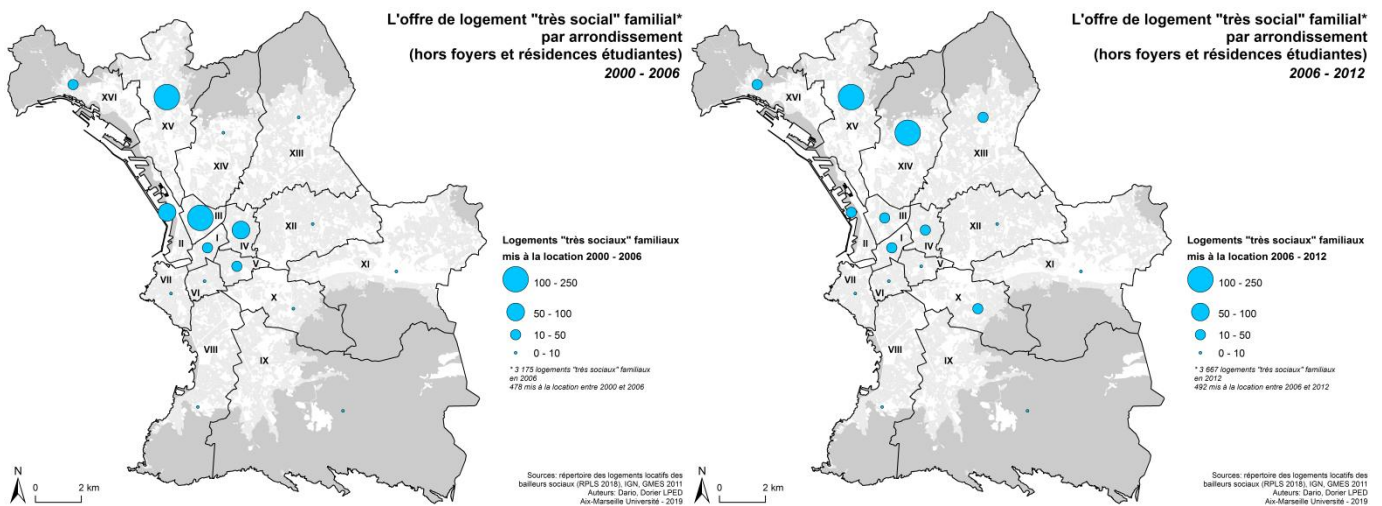 L'offre de logement "très social" familial*
par arrondissement
(hors foyers et résidences étudiantes)
2000 - 2006
XVI
XV
XIV
XIII
III
II
I
IV
XII
V
XI
VII
VI
X
VIII
IX
Logements "très sociaux" familiaux
mis à la location 2000 - 2006
100 - 250
50 - 100
10 - 50
0 - 10
* 3 175 logements "très sociaux" familiaux
en 2006
478 mis à la location entre 2000 et 2006
N
0 2 km
Sources: répertoire des logements locatifs des
bailleurs sociaux (RPLS 2018), IGN, GMES 2011
Auteurs: Dario, Dorier LPED
Aix-Marseille Université - 2019
L'offre de logement "très social" familial*
par arrondissement
(hors foyers et résidences étudiantes)
2006 - 2012
XVI
XV
XIV
XIII
III
II
I
IV
XII
V
XI
VII
VI
X
VIII
IX
Logements "très sociaux" familiaux
mis à la location 2006 - 2012
100 - 250
50 - 100
10 - 50
0 - 10
* 3 667 logements "très sociaux" familiaux
en 2012
492 mis à la location entre 2006 et 2012
N
0 2 km
Sources: répertoire des logements locatifs des
bailleurs sociaux (RPLS 2018), IGN, GMES 2011
Auteurs: Dario, Dorier LPED
Aix-Marseille Université - 2019